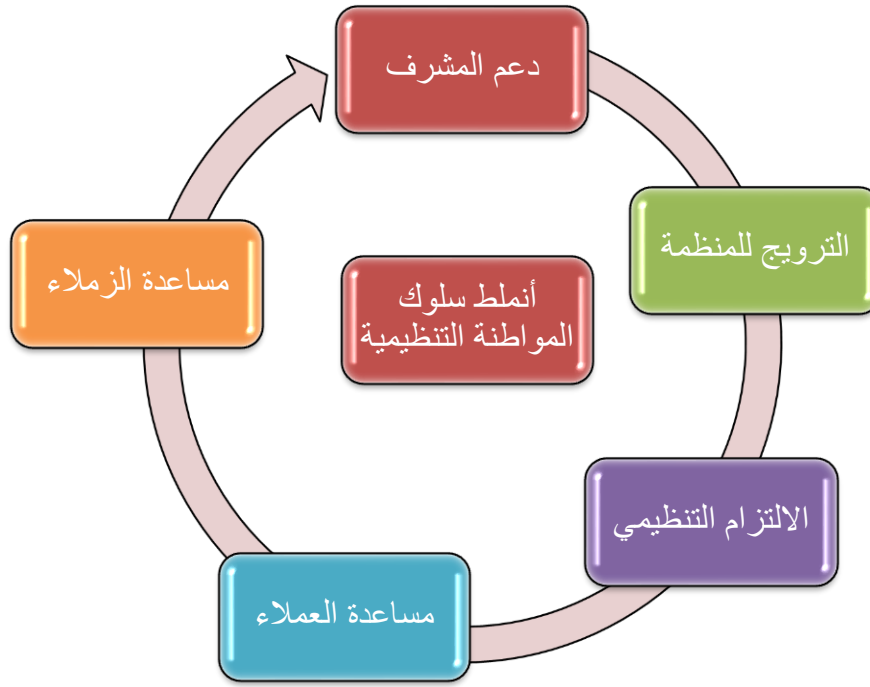 دعم المشرف
الترويج للمنظمة
الالتزام التنظيمي
مساعدة العملاء
مساعدة الزملاء
أنملط سلوك
المواطنة التنظيمية